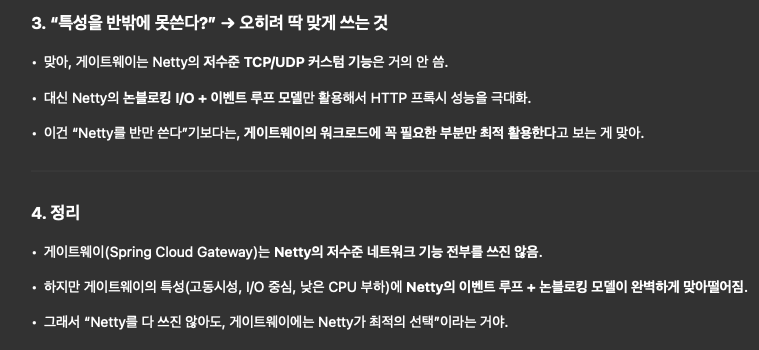 3. “특성을 반밖에 못쓴다?” → 오히려 딱 맞게 쓰는 것
• 맞아, 게이트웨이는 Netty의 저수준 TCP/UDP 커스텀 기능은 거의 안 씀.
• 대신 Netty의 논블로킹 I/O + 이벤트 루프 모델만 활용해서 HTTP 프록시 성능을 극대화.
• 이건 “Netty를 반만 쓴다”기보다는, 게이트웨이의 워크로드에 꼭 필요한 부분만 최적 활용한다고 보는 게 맞아.
4. 정리
• 게이트웨이(Spring Cloud Gateway)는 Netty의 저수준 네트워크 기능 전부를 쓰진 않음.
• 하지만 게이트웨이의 특성(고동시성, I/O 중심, 낮은 CPU 부하)에 Netty의 이벤트 루프 + 논블로킹 모델이 완벽하게 맞아떨어짐.
• 그래서 “Netty를 다 쓰진 않아도, 게이트웨이에는 Netty가 최적의 선택”이라는 거야.